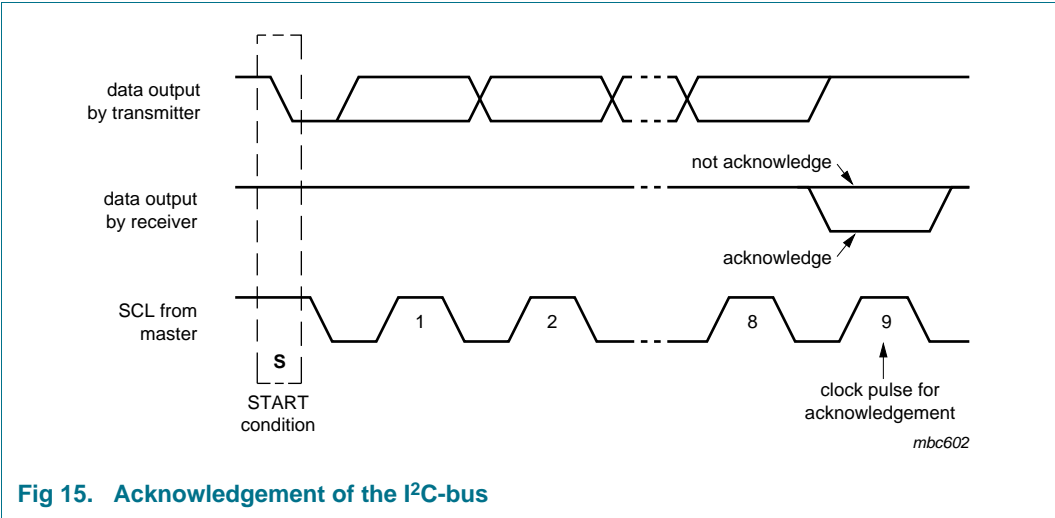 data output
by transmitter
not acknowledge
data output
by receiver
acknowledge
SCL from
master
1
2
8
9
S
START
condition
clock pulse for
acknowledgement
mbc602
Fig 15. Acknowledgement of the I²C-bus